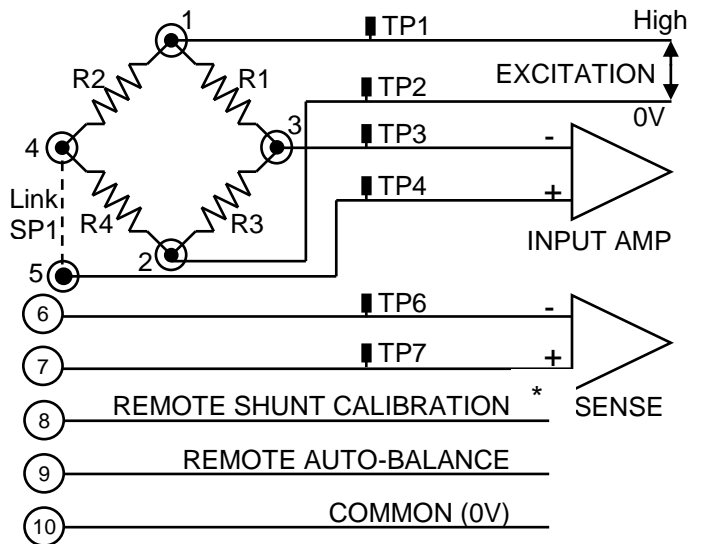 1
TP1
High
R2
R1
EXCITATION
TP2
0V
4
3
TP3
-
Link
SP1
TP4
+
R4
R3
2
INPUT AMP
5
6
TP6
-
7
TP7
+
*
8
REMOTE SHUNT CALIBRATION
SENSE
9
REMOTE AUTO-BALANCE
10
COMMON (0V)